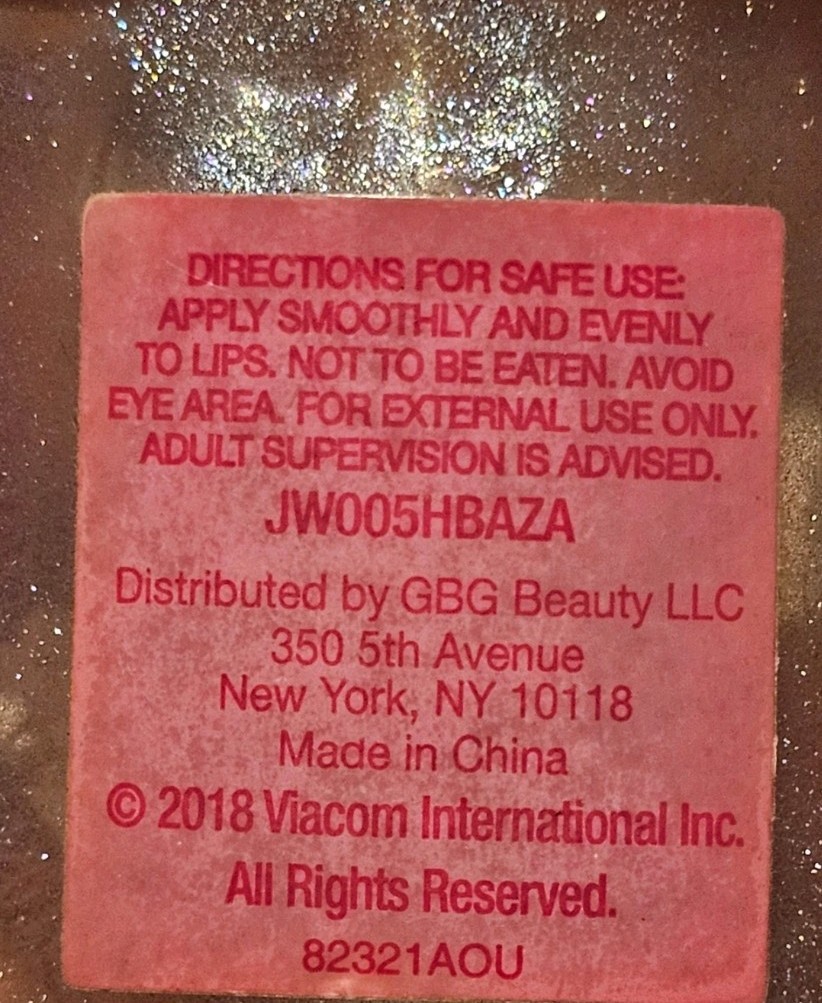 DIRECTIONS FOR SAFE USE:
APPLY SMOOTHLY AND EVENLY
TO LIPS. NOT TO BE EATEN. AVOID
EYE AREA. FOR EXTERNAL USE ONLY.
ADULT SUPERVISION IS ADVISED.
JW005HBAZA
Distributed by GBG Beauty LLC
350 5th Avenue
New York, NY 10118
Made in China
© 2018 Viacom International Inc.
All Rights Reserved.
82321AOU